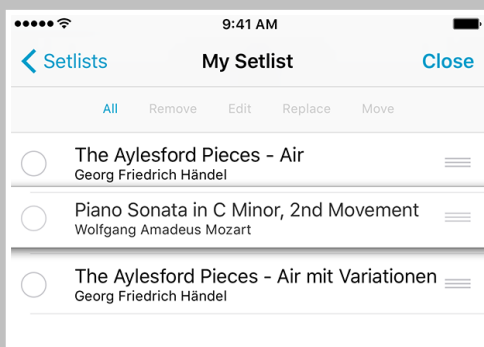 9:41 AM
Setlists
My Setlist
Close
All Remove Edit Replace Move
The Aylesford Pieces - Air
Georg Friedrich Händel
Piano Sonata in C Minor, 2nd Movement
Wolfgang Amadeus Mozart
The Aylesford Pieces - Air mit Variationen
Georg Friedrich Händel